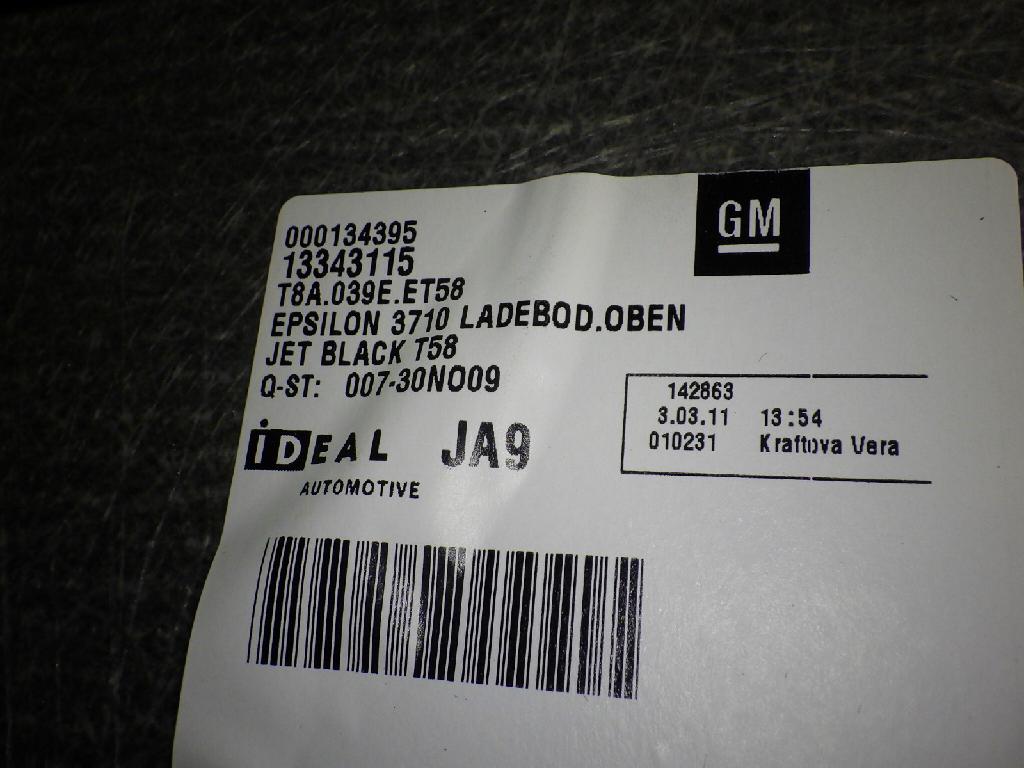 GM
000134395
13343115
T8A.039E.ET58
EPSILON 3710 LADEBOD.OBEN
JET BLACK T58
Q-ST: 007-30NO09
iDEAL
AUTOMOTIVE
JA9
142863
3.03.11 13:54
010231 Kraftova Vera